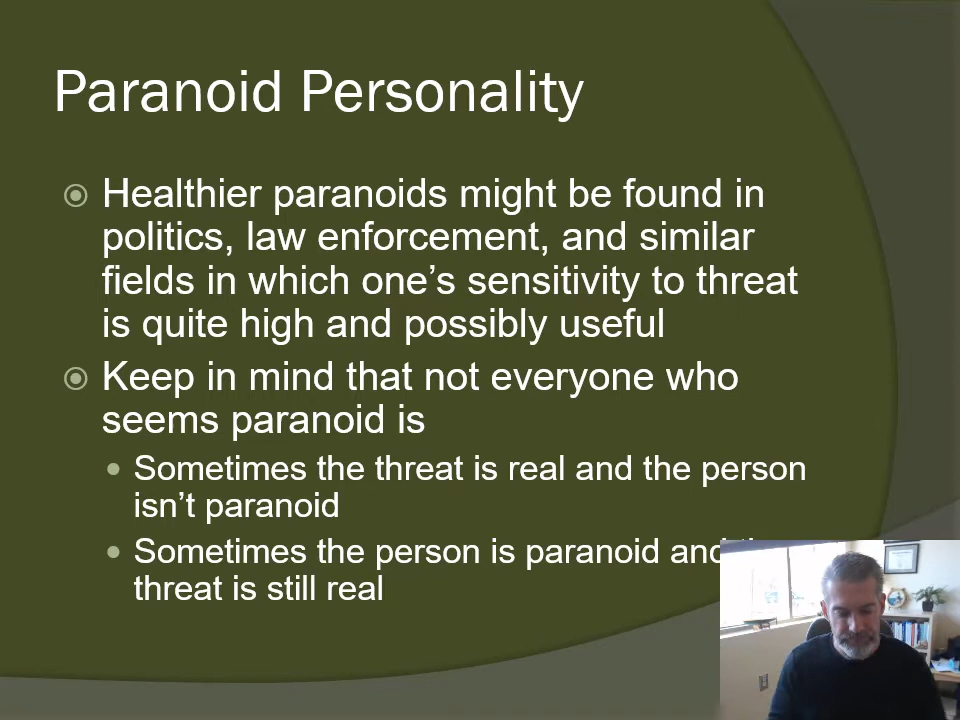 Paranoid Personality
Healthier paranoids might be found in
politics, law enforcement, and similar
fields in which one’s sensitivity to threat
is quite high and possibly useful
Keep in mind that not everyone who
seems paranoid is
Sometimes the threat is real and the person
isn’t paranoid
Sometimes the person is paranoid and
threat is still real